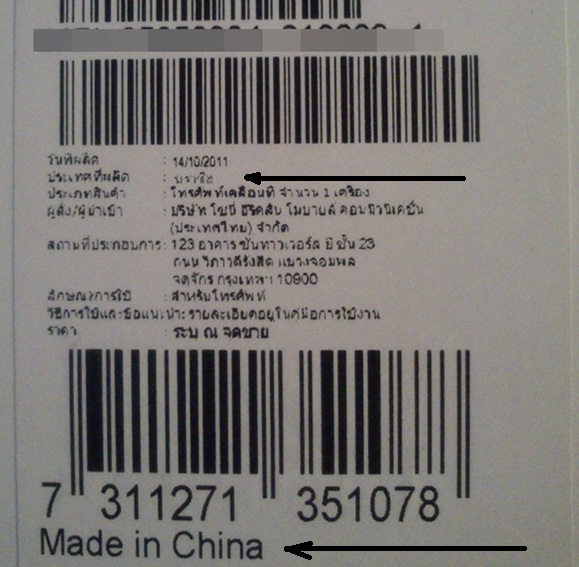 วันที่ผลิต : 14/10/2011
ประเทศที่ผลิต : บราซิล
ประเภทสินค้า : โทรศัพท์เคลื่อนที่ จำนวน 1 เครื่อง
ผู้สั่ง/ผู้นำเข้า : บริษัท โซนี่ อีริคสัน โมบายล์ คอมมิวนิเคชั่น
(ประเทศไทย) จำกัด
สถานที่ประกอบการ : 123 อาคาร ซันทาวเวอร์ส บี ชั้น 23
ถนน วิภาวดีรังสิต แขวงจอมพล
จตุจักร กรุงเทพฯ 10900
ลักษณะการใช้ : สำหรับโทรศัพท์
วิธีการใช้และข้อแนะนำ : รายละเอียดอยู่ในคู่มือการใช้งาน
ราคา : ระบุ ณ จุดขาย
7 311271 351078
Made in China